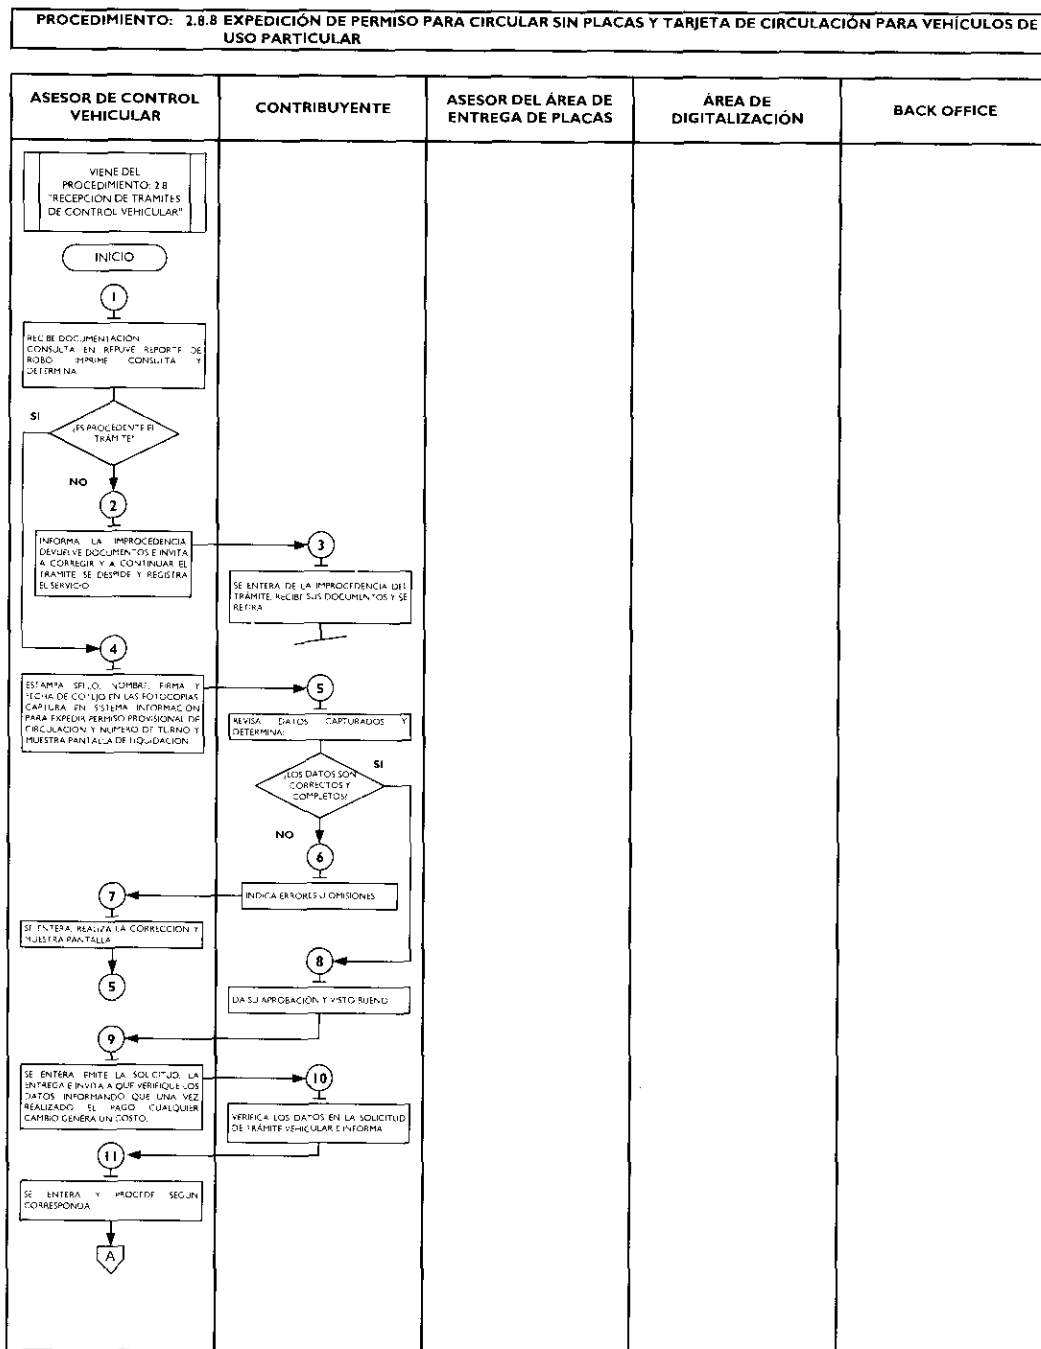 PROCEDIMIENTO: 2.8.8 EXPEDICIÓN DE PERMISO PARA CIRCULAR SIN PLACAS Y TARJETA DE CIRCULACIÓN PARA VEHÍCULOS DE
USO PARTICULAR
ASESOR DE CONTROL
VEHICULAR
CONTRIBUYENTE
ASESOR DEL ÁREA DE
ENTREGA DE PLACAS
ÁREA DE
DIGITALIZACIÓN
BACK OFFICE
VIENE DEL
PROCEDIMIENTO: 2.8
"RECEPCIÓN DE TRAMITES
DE CONTROL VEHICULAR"
INICIO
1
RECIBE DOCUMENTACIÓN
CONSULTA EN REPUVE REPORTE DE
ROBO IMPRIME CONSULTA Y
DETERMINA
¿ES PROCEDENTE EL
TRÁMITE?
SI
NO
2
INFORMA LA IMPROCEDENCIA
DEVUELVE DOCUMENTOS E INVITA
A CORREGIR Y A CONTINUAR EL
TRAMITE SE DESPIDE Y REGISTRA
EL SERVICIO
3
SE ENTERA DE LA IMPROCEDENCIA DEL
TRÁMITE, RECIBE SUS DOCUMENTOS Y SE
RETIRA
4
ESTAMPA SELLO, NOMBRE, FIRMA Y
FECHA DE COTEJO EN LAS FOTOCOPIAS
CAPTURA EN SISTEMA INFORMACIÓN
PARA EXPEDIR PERMISO PROVISIONAL DE
CIRCULACION Y NUMERO DE TURNO Y
MUESTRA PANTALLA DE LIQUIDACIÓN
5
REVISA DATOS CAPTURADOS Y
DETERMINA:
¿LOS DATOS SON
CORRECTOS Y
COMPLETOS?
SI
NO
6
INDICA ERRORES U OMISIONES
7
SE ENTERA, REALIZA LA CORRECCIÓN Y
MUESTRA PANTALLA
5
8
DA SU APROBACIÓN Y VISTO BUENO
9
SE ENTERA EMITE LA SOLICITUD, LA
ENTREGA E INVITA A QUE VERIFIQUE LOS
DATOS INFORMANDO QUE UNA VEZ
REALIZADO EL PAGO CUALQUIER
CAMBIO GENERA UN COSTO.
10
VERIFICA LOS DATOS EN LA SOLICITUD
DE TRÁMITE VEHICULAR E INFORMA
11
SE ENTERA Y PROCEDE SEGÚN
CORRESPONDA
A